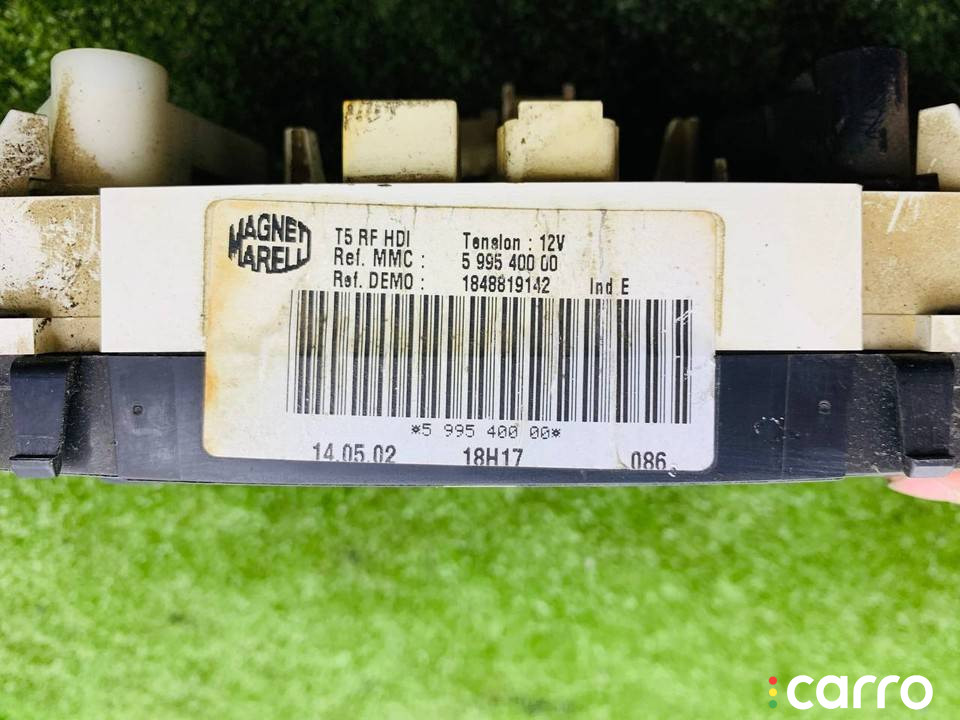 MAGNETI
MARELLI
T5 RF HDI Tension : 12V
Ref. MMC : 5 995 400 00
Ref. DEMO : 1848819142 Ind E
*5 995 400 00*
14.05.02 18H17 086
carro